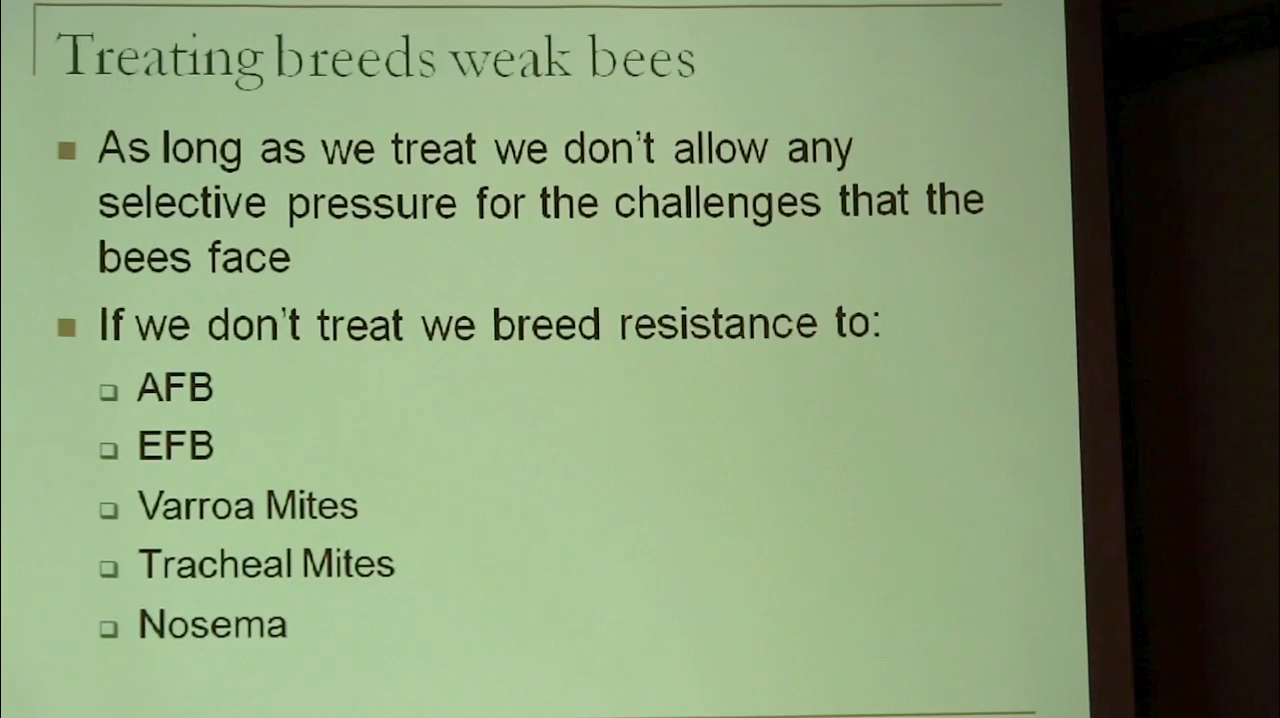 Treating breeds weak bees
As long as we treat we don't allow any
selective pressure for the challenges that the
bees face
If we don't treat we breed resistance to:
AFB
EFB
Varroa Mites
Tracheal Mites
Nosema